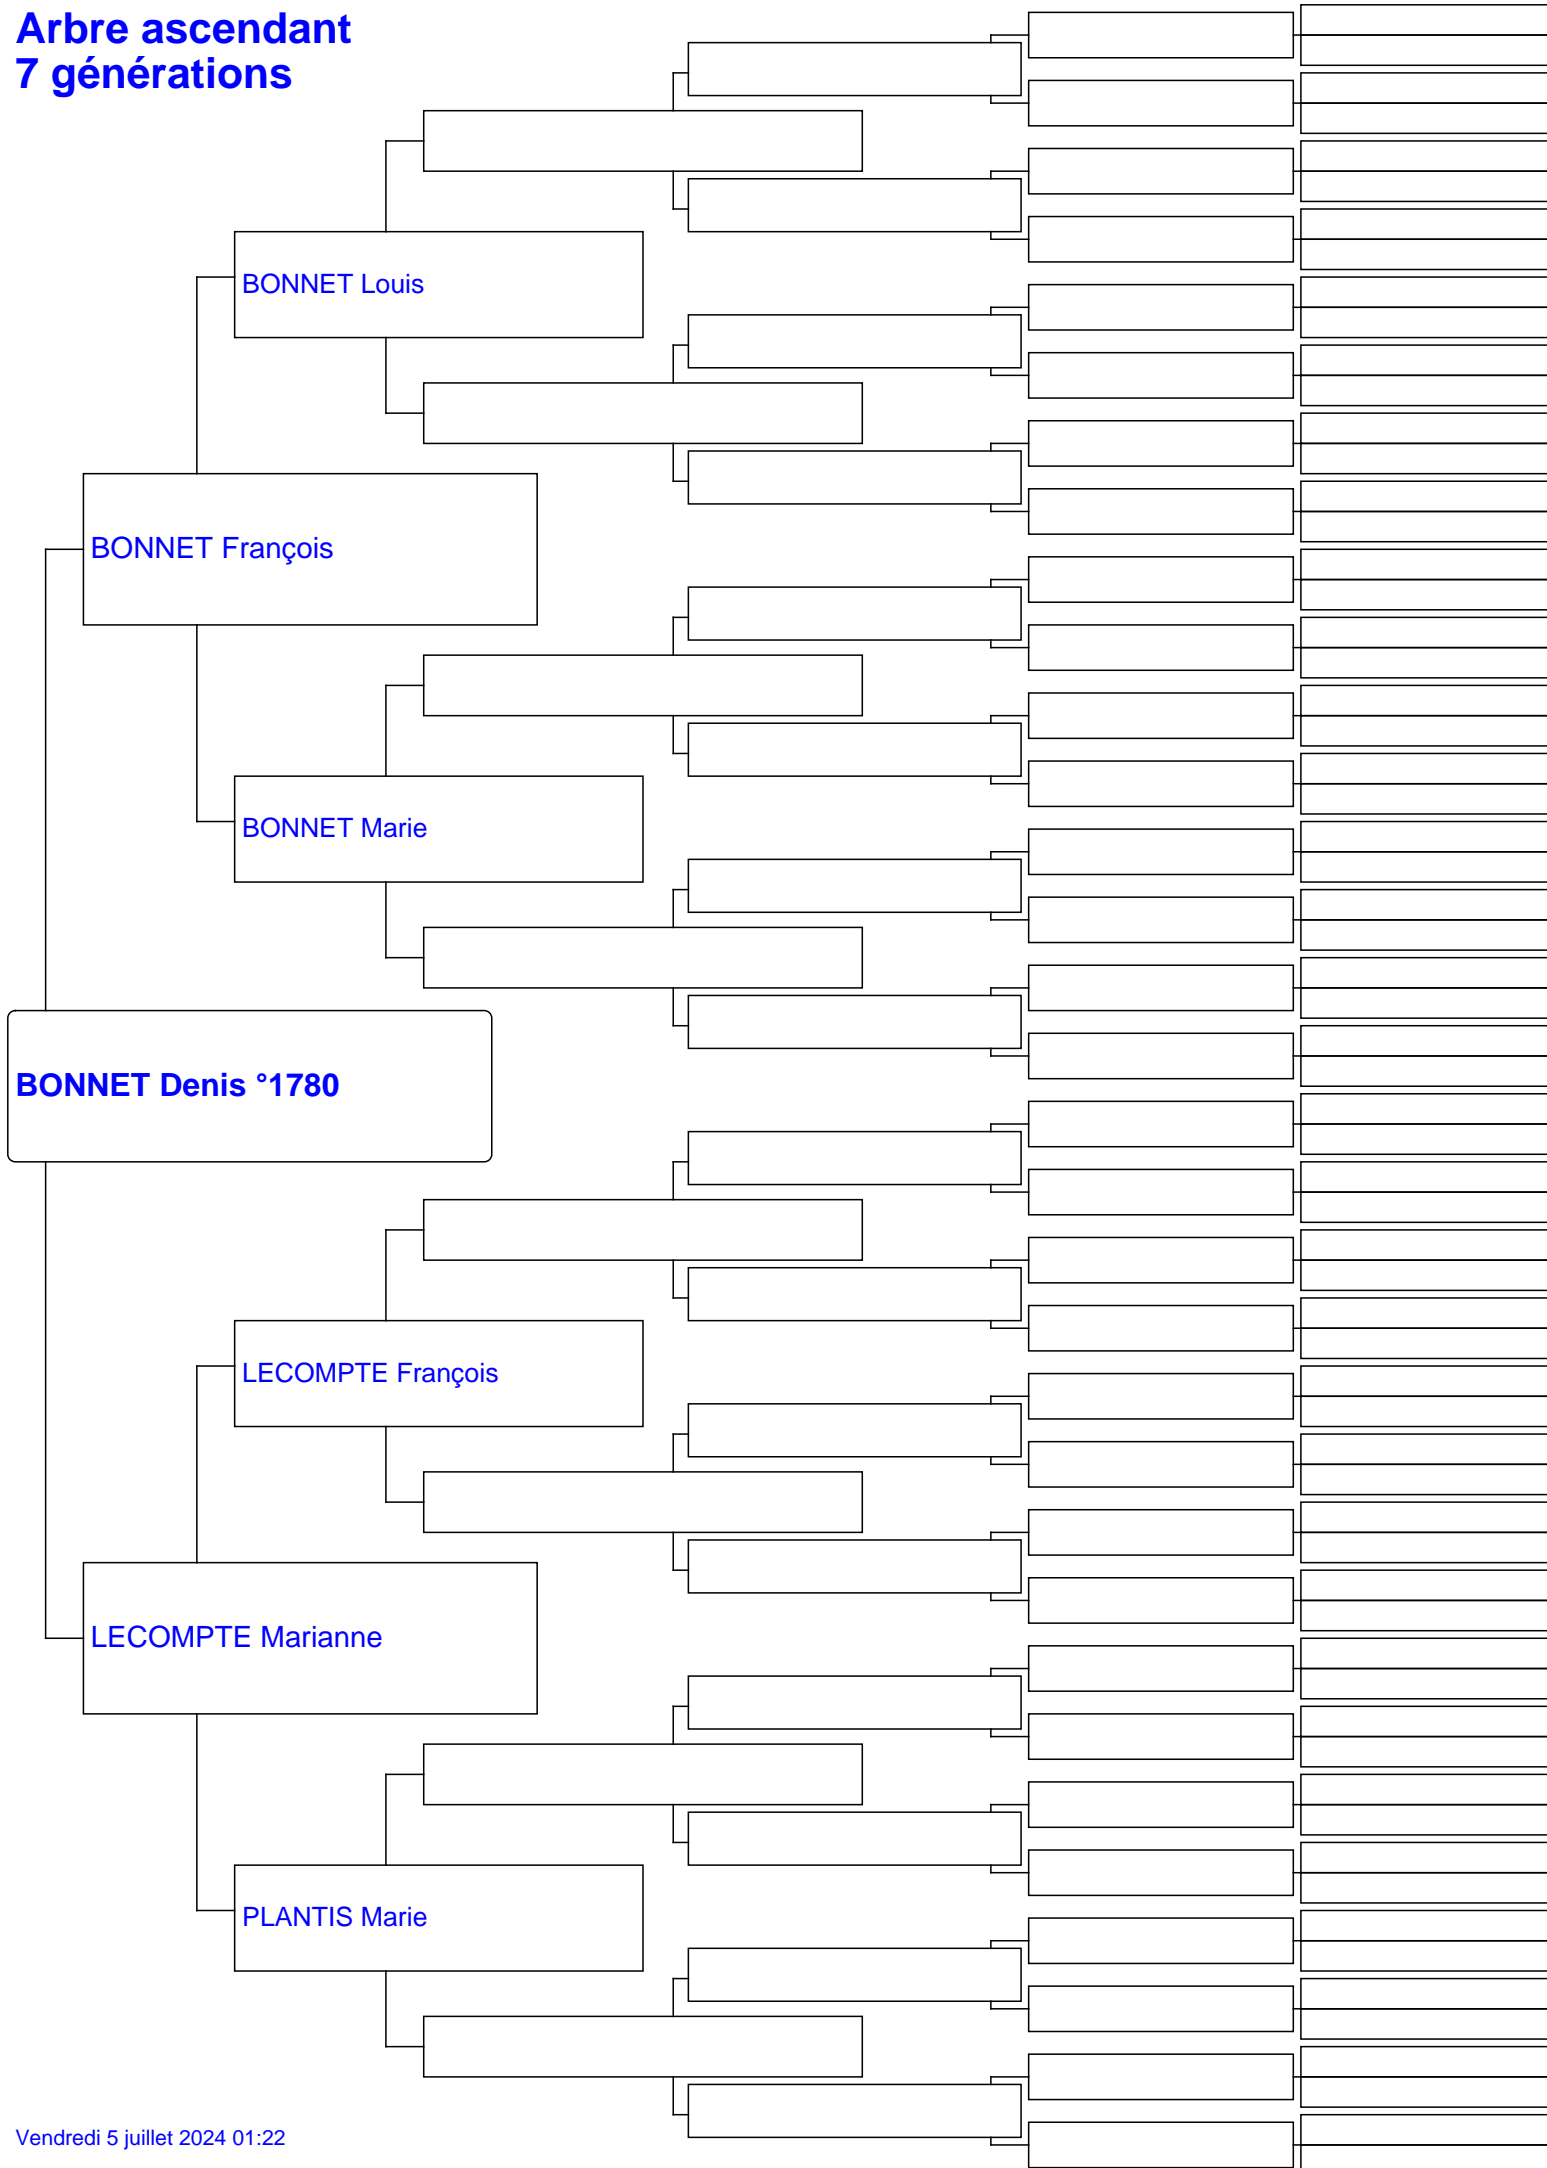 Arbre ascendant
7 générations
BONNET Louis
BONNET François
BONNET Marie
BONNET Denis °1780
LECOMPTE François
LECOMPTE Marianne
PLANTIS Marie
Vendredi 5 juillet 2024 01:22